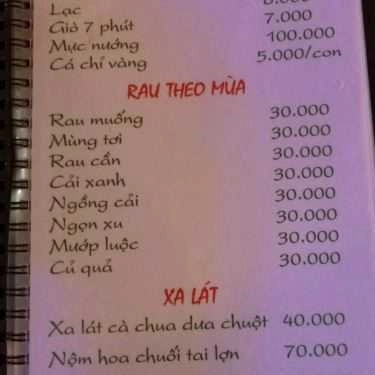 Lạc
Giò 7 phút 7.000
Mực nướng 100.000
Cá chỉ vàng 5.000/con
RAU THEO MÙA
Rau muống 30.000
Mùng tơi 30.000
Rau cần 30.000
Cải xanh 30.000
Ngồng cải 30.000
Ngọn xu 30.000
Mướp luộc 30.000
Củ quả 30.000
XA LÁT
Xa lát cà chua dưa chuột 40.000
Nộm hoa chuối tai lợn 70.000